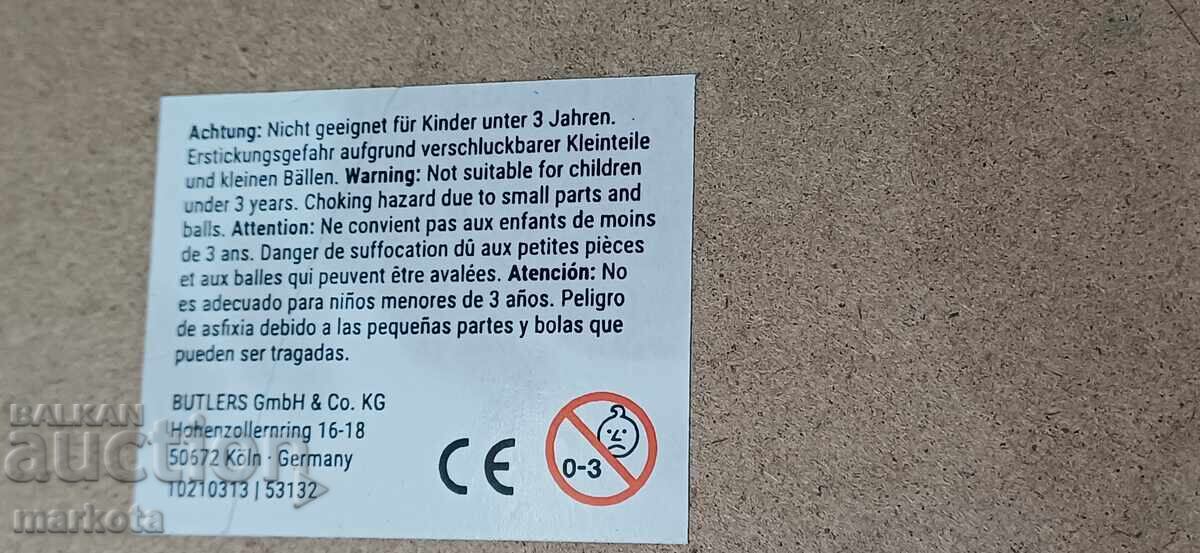 Achtung: Nicht geeignet für Kinder unter 3 Jahren.
Erstickungsgefahr aufgrund verschluckbarer Kleinteile
und kleinen Bällen. Warning: Not suitable for children
under 3 years. Choking hazard due to small parts and
balls. Attention: Ne convient pas aux enfants de moins
de 3 ans. Danger de suffocation dû aux petites pièces
et aux balles qui peuvent être avalées. Atención: No
es adecuado para niños menores de 3 años. Peligro
de asfixia debido a las pequeñas partes y bolas que
pueden ser tragadas.
BUTLERS GmbH & Co. KG
Hohenzollernring 16-18
50672 Köln · Germany
10210313 | 53132
CE
0-3
BALKAN
auction
markota